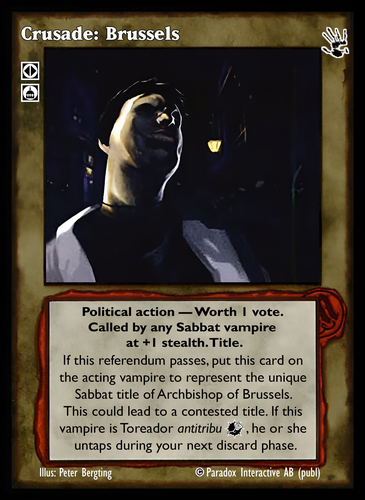 Crusade: Brussels
Political action — Worth 1 vote.
Called by any Sabbat vampire
at +1 stealth. Title.
If this referendum passes, put this card on
the acting vampire to represent the unique
Sabbat title of Archbishop of Brussels.
This could lead to a contested title. If this
vampire is Toreador antitribu , he or she
untaps during your next discard phase.
Illus: Peter Bergting © Paradox Interactive AB (publ)